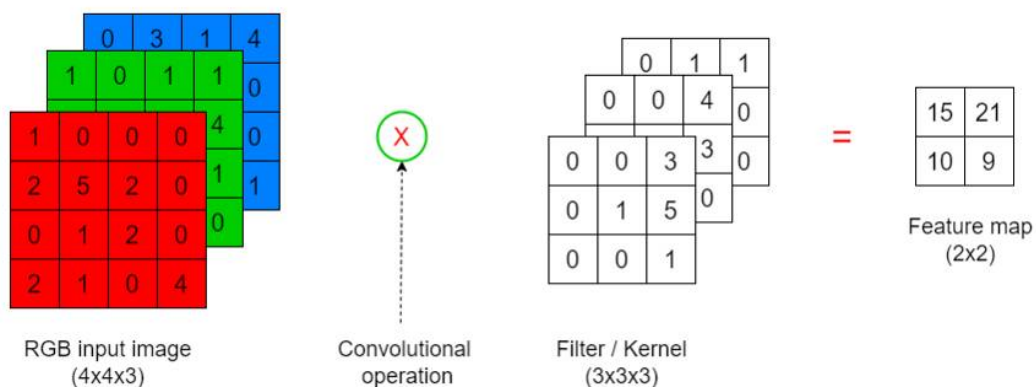 0 3 1 4
1 0 1 1 0
4 0
1 0 0 0
1 1
2 5 2 0
0
0 1 2 0
2 1 0 4
X
0 1 1
0 0 4 0
3 0
0 0 3
0
0 1 5
0 0 1
=
15 21
10 9
RGB input image
(4x4x3)
Convolutional
operation
Filter / Kernel
(3x3x3)
Feature map
(2x2)